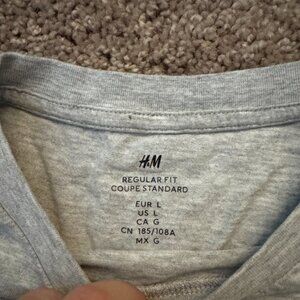 H&M
REGULAR FIT
COUPE STANDARD
EUR L
US L
CA G
CN 185/108A
MX G